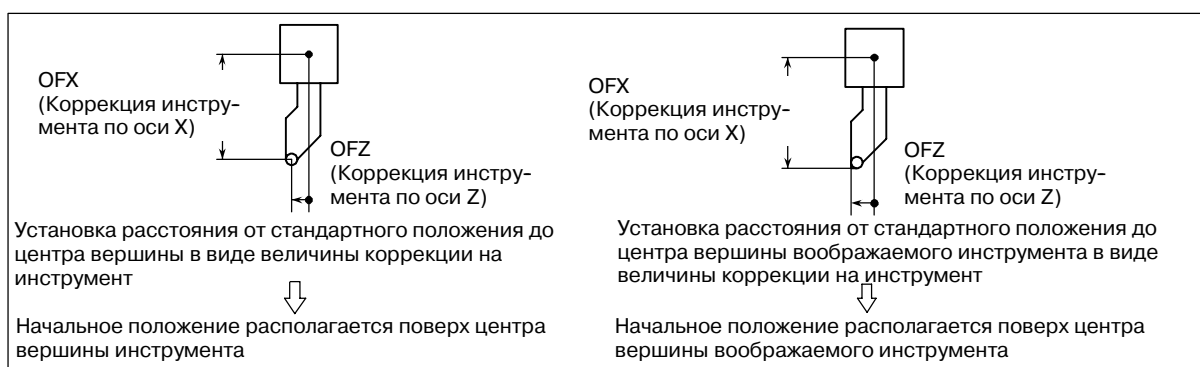 OFX
(Коррекция инстру-
мента по оси X)
OFZ
(Коррекция инстру-
мента по оси Z)
Установка расстояния от стандартного положения до
центра вершины в виде величины коррекции на
инструмент
Начальное положение располагается поверх центра
вершины инструмента
OFX
(Коррекция инстру-
мента по оси X)
OFZ
(Коррекция инстру-
мента по оси Z)
Установка расстояния от стандартного положения до
центра вершины воображаемого инструмента в виде
величины коррекции на инструмент
Начальное положение располагается поверх центра
вершины воображаемого инструмента